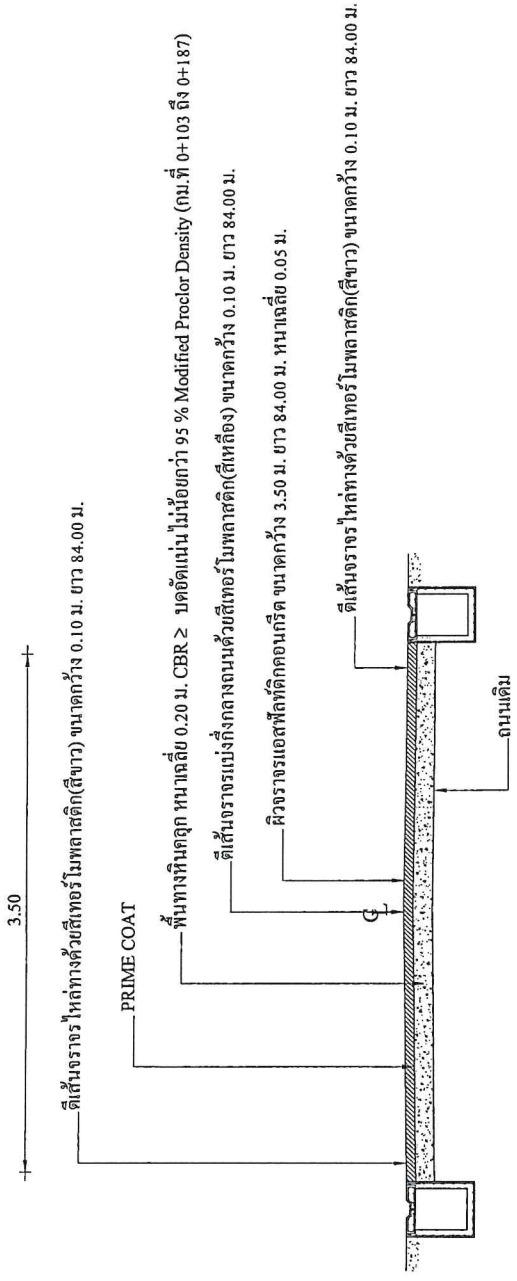 3.50
ตีเส้นจราจรไหล่ทางด้วยสีเทอร์โมพลาสติก(สีขาว) ขนาดกว้าง 0.10 ม. ยาว 84.00 ม.
PRIME COAT
พื้นทางหินคลุก หนาเฉลี่ย 0.20 ม. CBR ≥ บดอัดแน่นไม่น้อยกว่า 95 % Modified Proclor Density (กม.ที่ 0+103 ถึง 0+187)
ตีเส้นจราจรแบ่งกึ่งกลางถนนด้วยสีเทอร์โมพลาสติก(สีเหลือง) ขนาดกว้าง 0.10 ม. ยาว 84.00 ม.
ผิวจราจรแอสฟัลท์ติกคอนกรีต ขนาดกว้าง 3.50 ม. ยาว 84.00 ม. หนาเฉลี่ย 0.05 ม.
ตีเส้นจราจรไหล่ทางด้วยสีเทอร์โมพลาสติก(สีขาว) ขนาดกว้าง 0.10 ม. ยาว 84.00 ม.
ถนนเดิม